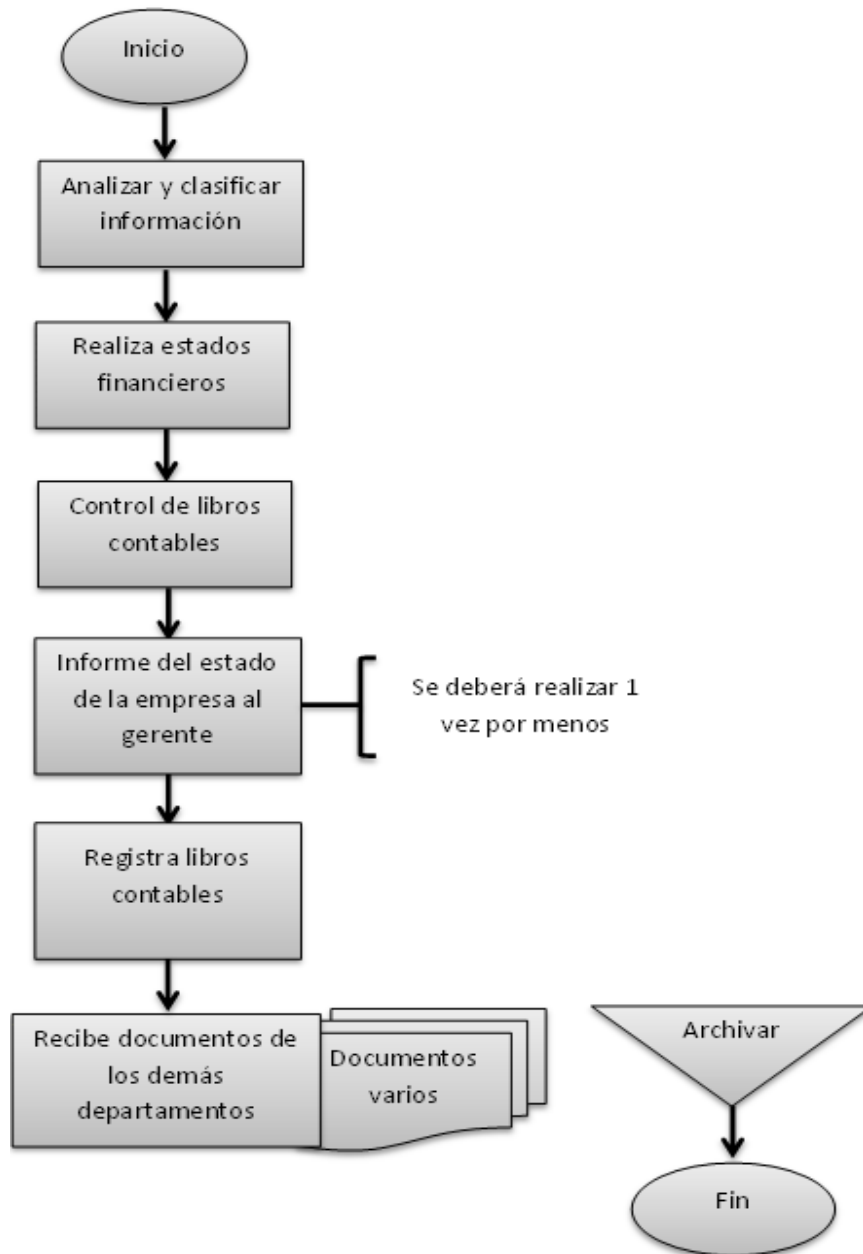 Inicio
Analizar y clasificar
información
Realiza estados
financieros
Control de libros
contables
Informe del estado
de la empresa al
gerente
Se deberá realizar 1
vez por menos
Registra libros
contables
Recibe documentos de
los demás
departamentos
Documentos
varios
Archivar
Fin